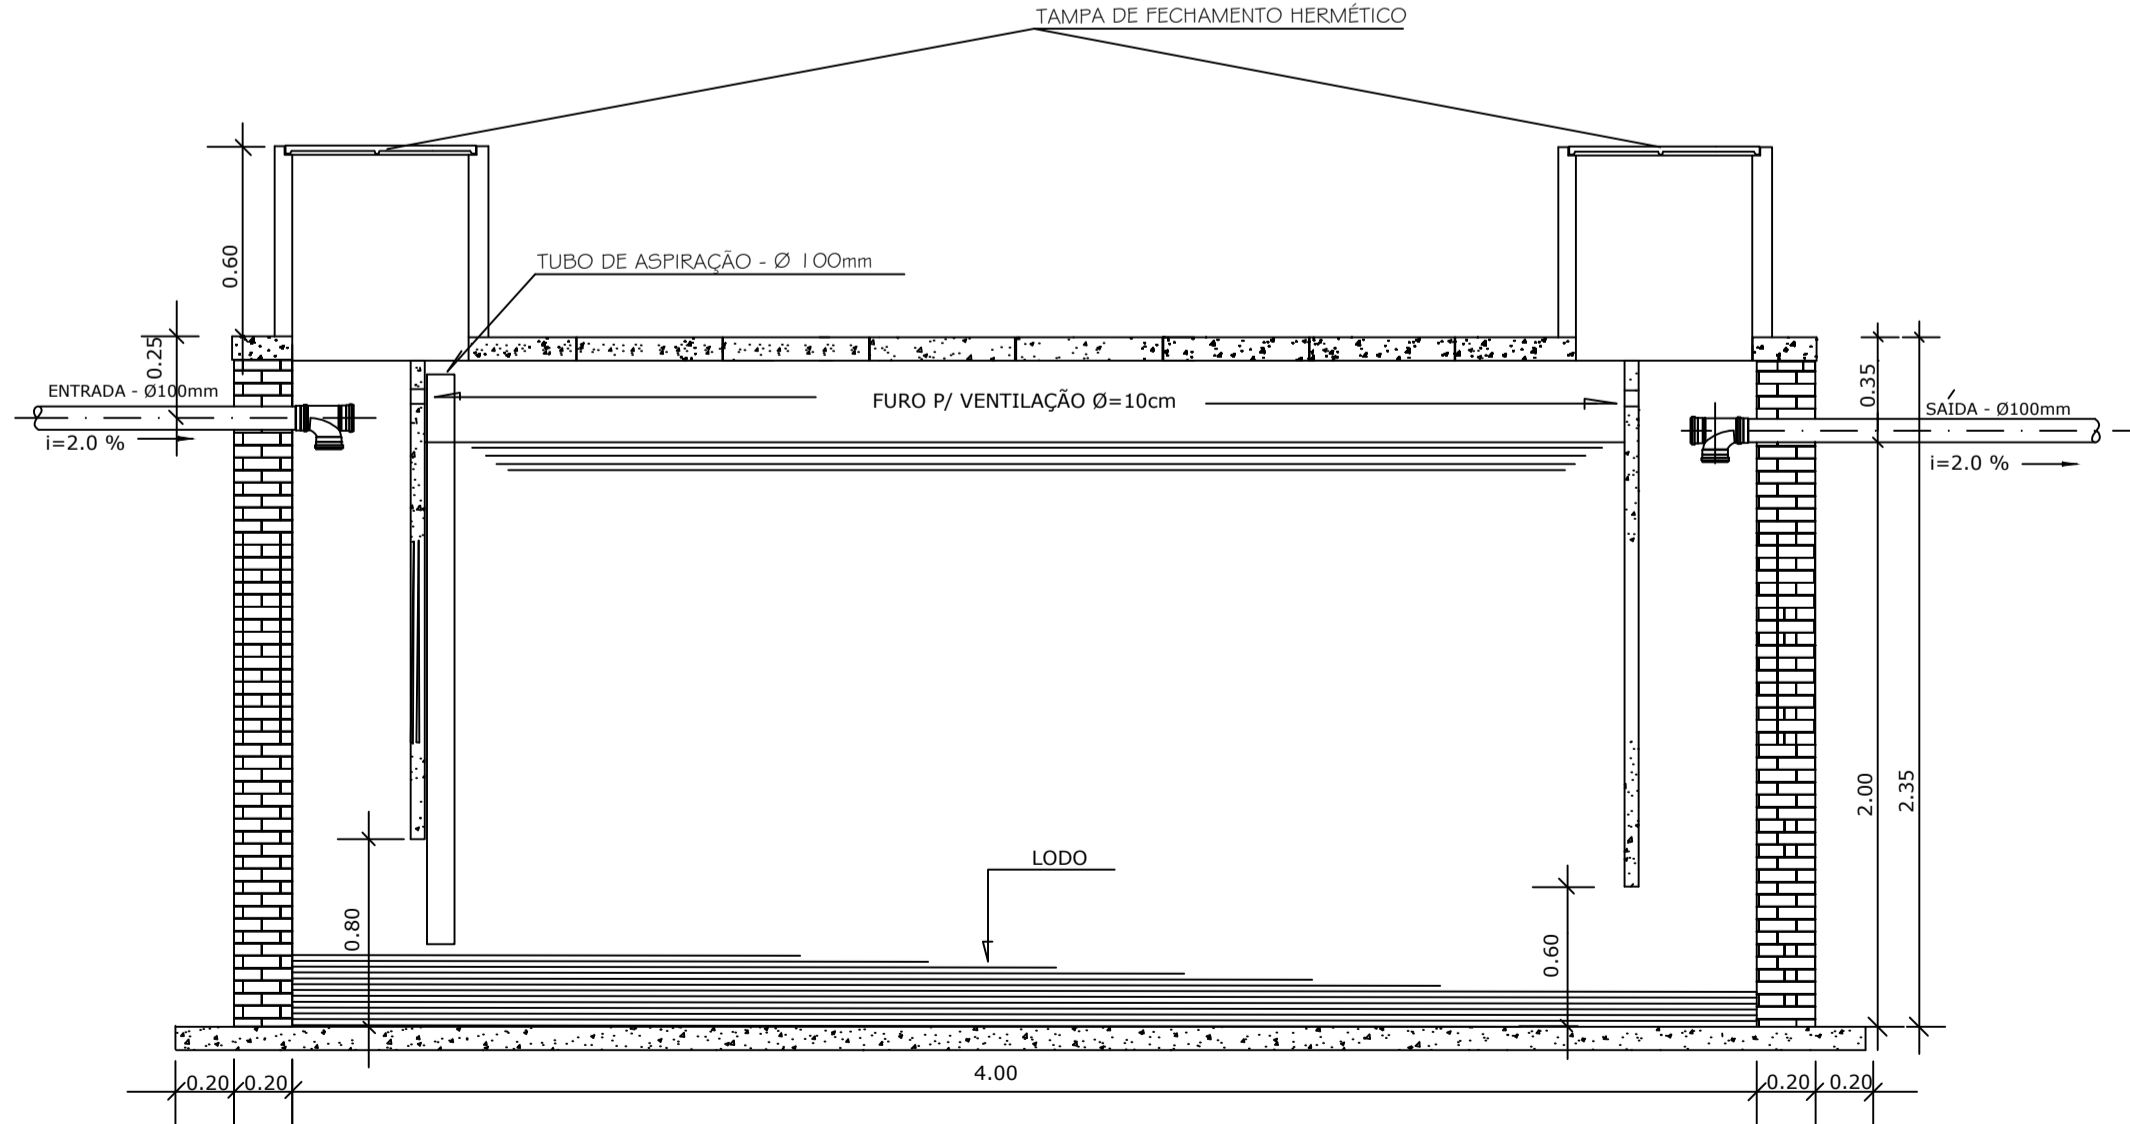 TAMPA DE FECHAMENTO HERMÉTICO
0.60
TUBO DE ASPIRAÇÃO - Ø 100mm
0.25
0.35
ENTRADA - Ø100mm
FURO P/ VENTILAÇÃO Ø=10cm
SAÍDA - Ø100mm
i=2.0 %
i=2.0 %
2.00
2.35
LODO
0.80
0.60
0.20
0.20
4.00
0.20
0.20